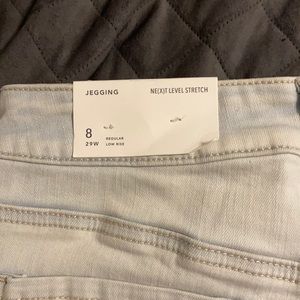 JEGGING NE(X)T LEVEL STRETCH
8 REGULAR
29W LOW RISE